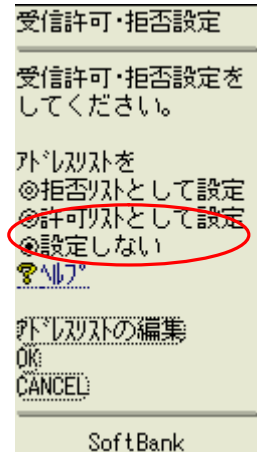 受信許可･拒否設定
受信許可･拒否設定を
してください。
ｱﾄﾞﾚｽﾘｽﾄを
拒否ﾘｽﾄとして設定
許可ﾘｽﾄとして設定
設定しない
?ﾍﾙﾌﾟ
ｱﾄﾞﾚｽﾘｽﾄの編集
OK
CANCEL
SoftBank